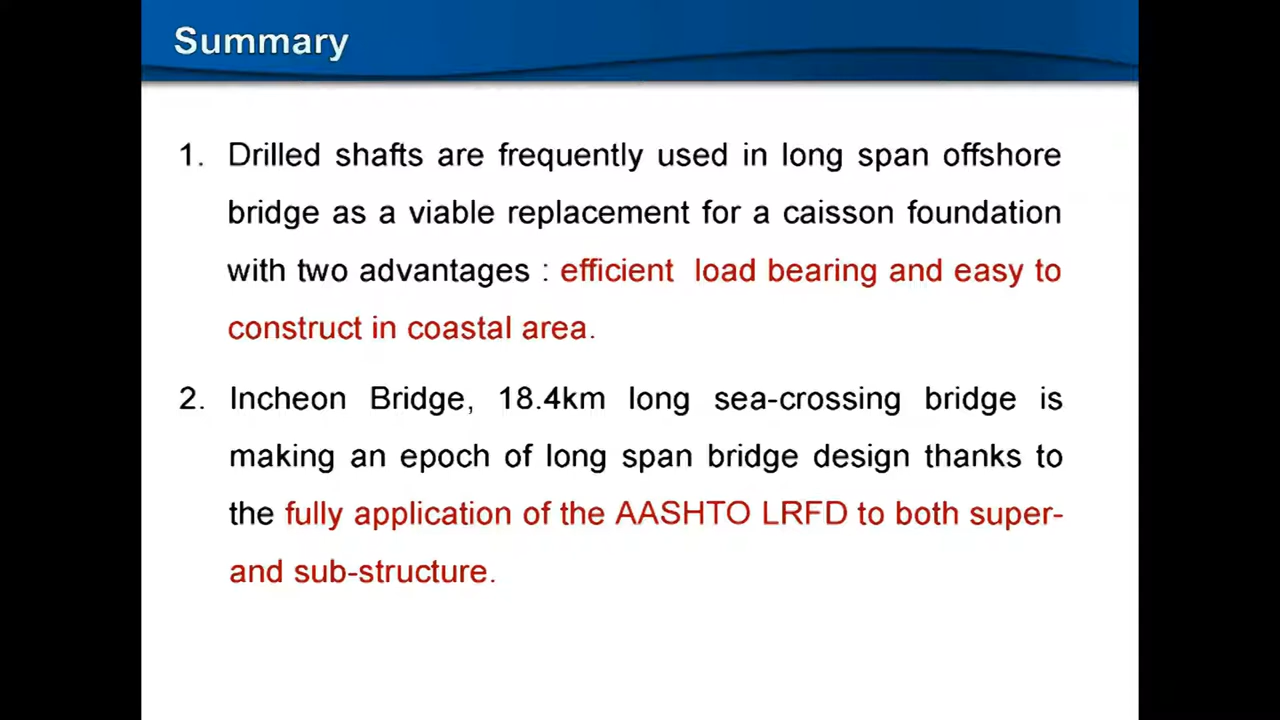 Summary
1. Drilled shafts are frequently used in long span offshore
bridge as a viable replacement for a caisson foundation
with two advantages : efficient load bearing and easy to
construct in coastal area.
2. Incheon Bridge, 18.4km long sea-crossing bridge is
making an epoch of long span bridge design thanks to
the fully application of the AASHTO LRFD to both super-
and sub-structure.